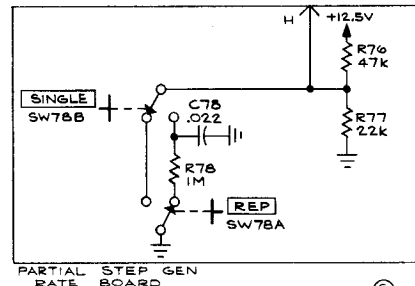 H
+12.5V
R76
47K
SINGLE
SW78B
C78
.022
R77
22K
R78
1M
REP
SW78A
PARTIAL STEP GEN
RATE BOARD